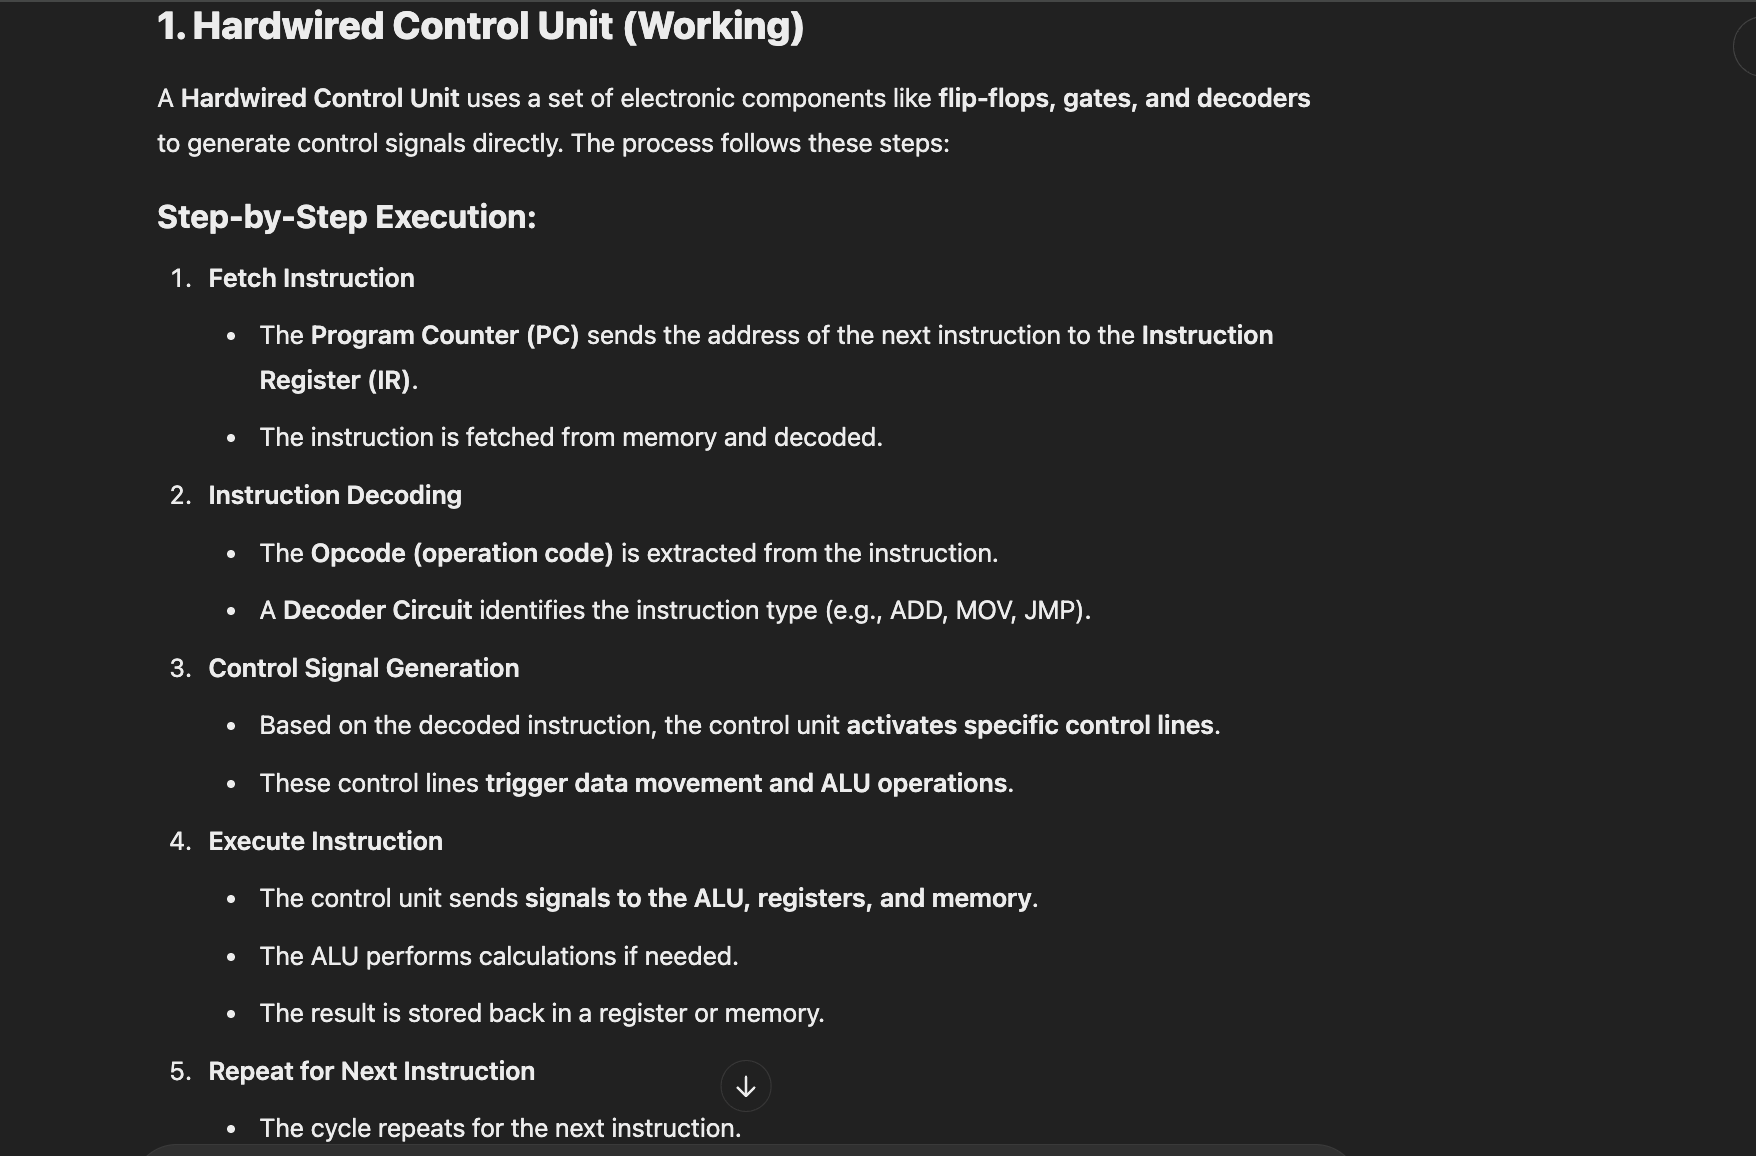 1. Hardwired Control Unit (Working)
A Hardwired Control Unit uses a set of electronic components like flip-flops, gates, and decoders
to generate control signals directly. The process follows these steps:
Step-by-Step Execution:
1. Fetch Instruction
• The Program Counter (PC) sends the address of the next instruction to the Instruction
Register (IR).
• The instruction is fetched from memory and decoded.
2. Instruction Decoding
• The Opcode (operation code) is extracted from the instruction.
• A Decoder Circuit identifies the instruction type (e.g., ADD, MOV, JMP).
3. Control Signal Generation
• Based on the decoded instruction, the control unit activates specific control lines.
• These control lines trigger data movement and ALU operations.
4. Execute Instruction
• The control unit sends signals to the ALU, registers, and memory.
• The ALU performs calculations if needed.
• The result is stored back in a register or memory.
5. Repeat for Next Instruction
• The cycle repeats for the next instruction.